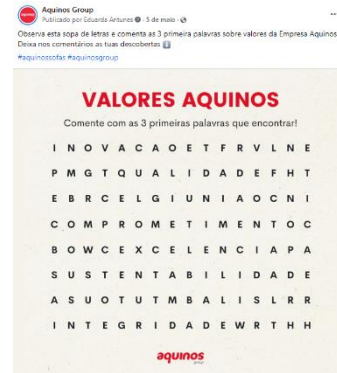 Aquinos Group
Publicado por Eduarda Antunes · 5 de maio ·
Observa esta sopa de letras e comenta as 3 primeira palavras sobre valores da Empresa Aquinos
Deixa nos comentários as tuas descobertas ⬇️
#aquinossofas #aquinosgroup
VALORES AQUINOS
Comente com as 3 primeiras palavras que encontrar!
I N O V A C A O E T F R V L N E
P M G T Q U A L I D A D E F H T
E B R C E L G I U N I A O C N I
C O M P R O M E T I M E N T O C
B O W C E X C E L E N C I A P A
S U S T E N T A B I L I D A D E
A S U O T U T M B A L I S L R R
I N T E G R I D A D E W R T H H
aquinos
group